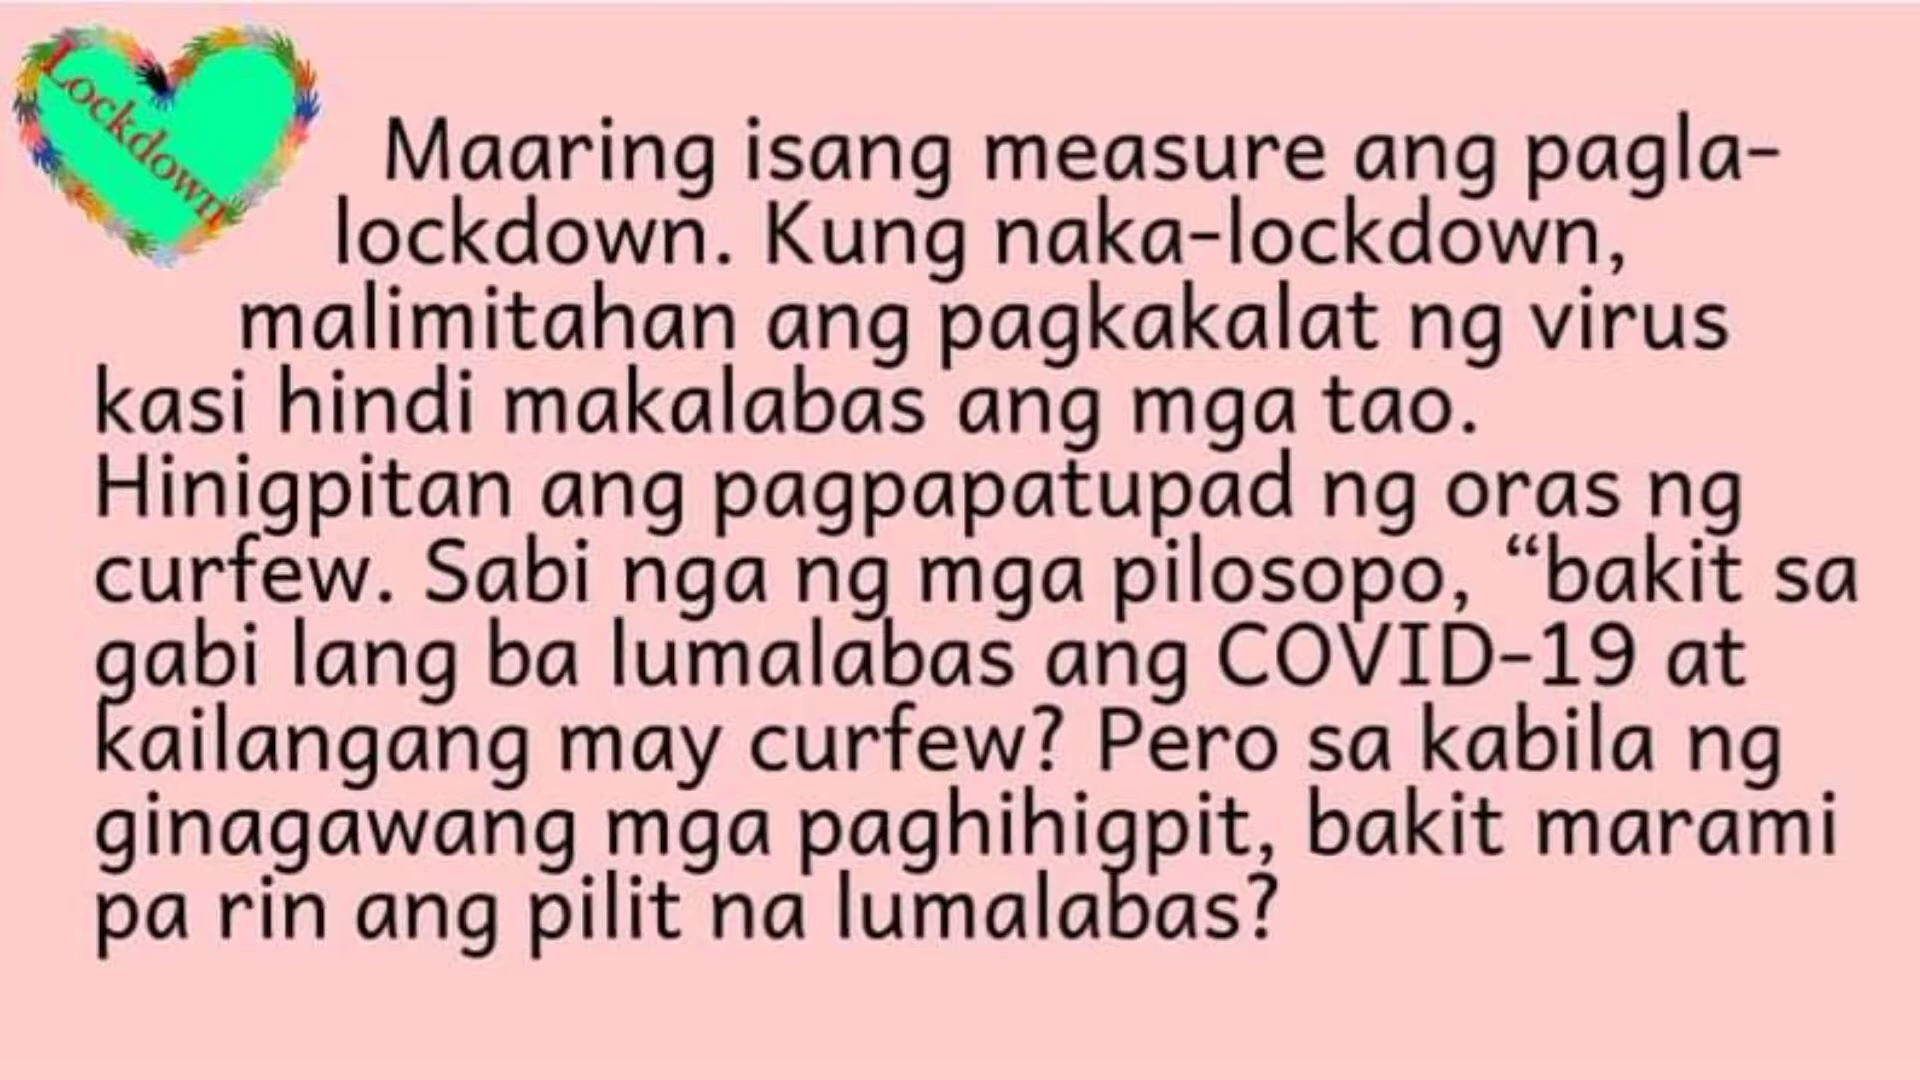 Lockdown
Maaring isang measure ang pagla-
lockdown. Kung naka-lockdown,
malimitahan ang pagkakalat ng virus
kasi hindi makalabas ang mga tao.
Hinigpitan ang pagpapatupad ng oras ng
curfew. Sabi nga ng mga pilosopo, “bakit sa
gabi lang ba lumalabas ang COVID-19 at
kailangang may curfew? Pero sa kabila ng
ginagawang mga paghihigpit, bakit marami
pa rin ang pilit na lumalabas?